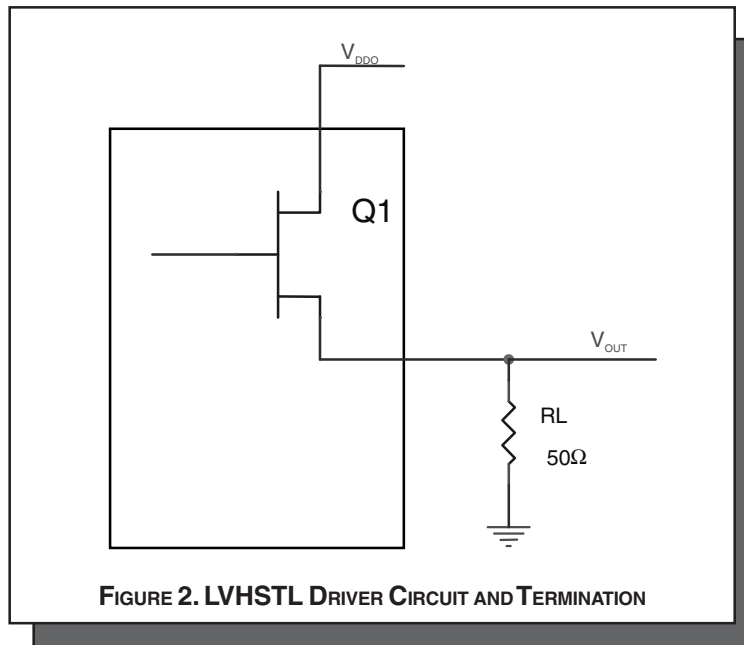 VDDO
Q1
VOUT
RL
50Ω
FIGURE 2. LVHSTL DRIVER CIRCUIT AND TERMINATION